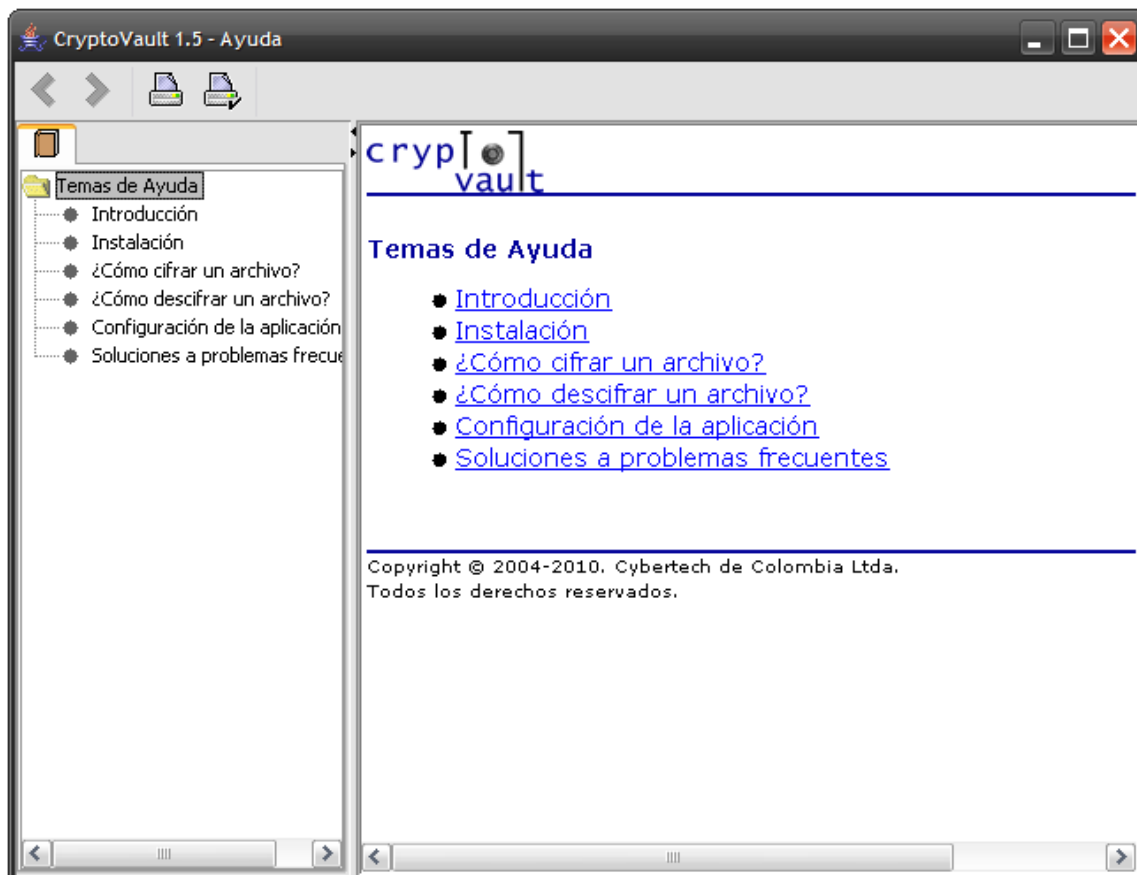 CryptoVault 1.5 - Ayuda
Temas de Ayuda
Introducción
Instalación
¿Cómo cifrar un archivo?
¿Cómo descifrar un archivo?
Configuración de la aplicación
Soluciones a problemas frecue
crypto
vault
Temas de Ayuda
Introducción
Instalación
¿Cómo cifrar un archivo?
¿Cómo descifrar un archivo?
Configuración de la aplicación
Soluciones a problemas frecuentes
Copyright © 2004-2010. Cybertech de Colombia Ltda.
Todos los derechos reservados.